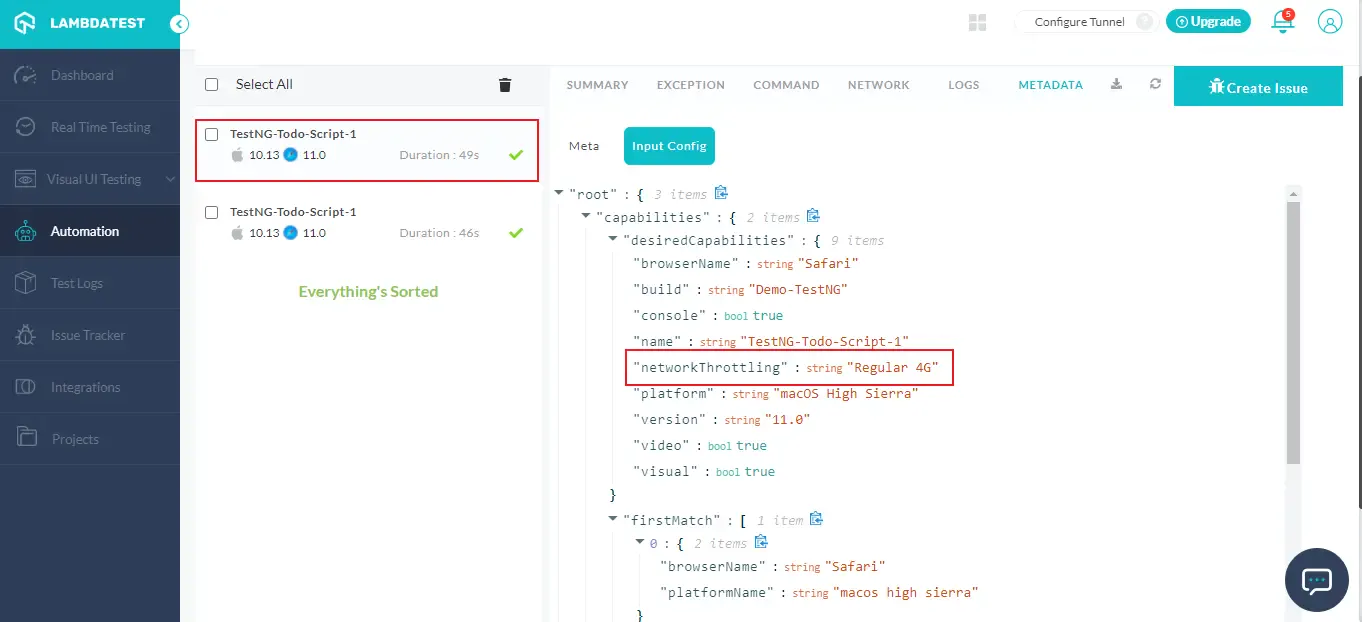 LAMBDATEST
Configure Tunnel ?
Upgrade
5
Dashboard
Real Time Testing
Visual UI Testing
Automation
Test Logs
Issue Tracker
Integrations
Projects
Select All
TestNG-Todo-Script-1
10.13 11.0 Duration : 49s
TestNG-Todo-Script-1
10.13 11.0 Duration : 46s
Everything's Sorted
SUMMARY EXCEPTION COMMAND NETWORK LOGS METADATA
Create Issue
Meta Input Config
"root" : { 3 items
"capabilities" : { 2 items
"desiredCapabilities" : { 9 items
"browserName" : string "Safari"
"build" : string "Demo-TestNG"
"console" : bool true
"name" : string "TestNG-Todo-Script-1"
"networkThrottling" : string "Regular 4G"
"platform" : string "macOS High Sierra"
"version" : string "11.0"
"video" : bool true
"visual" : bool true
}
"firstMatch" : [ 1 item
0 : { 2 items
"browserName" : string "Safari"
"platformName" : string "macos high sierra"
}